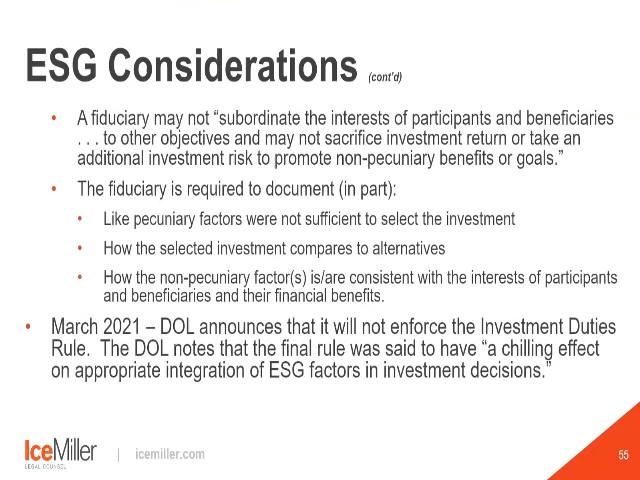 ESG Considerations (cont'd)
• A fiduciary may not “subordinate the interests of participants and beneficiaries
. . . to other objectives and may not sacrifice investment return or take an
additional investment risk to promote non-pecuniary benefits or goals.”
• The fiduciary is required to document (in part):
• Like pecuniary factors were not sufficient to select the investment
• How the selected investment compares to alternatives
• How the non-pecuniary factor(s) is/are consistent with the interests of participants
and beneficiaries and their financial benefits.
• March 2021 – DOL announces that it will not enforce the Investment Duties
Rule. The DOL notes that the final rule was said to have “a chilling effect
on appropriate integration of ESG factors in investment decisions.”
IceMiller
LEGAL COUNSEL
| icemiller.com
55